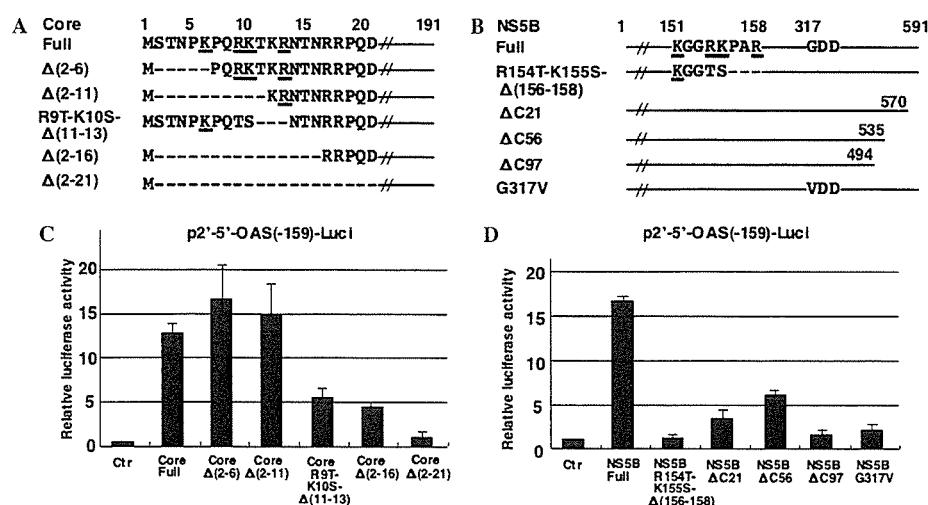 A
Core 1 5 10 15 20 191
Full MSTNPKPQRKTKRNTNRRPQD
Δ(2-6) M-----PQRKTKRNTNRRPQD
Δ(2-11) M----------KRNTNRRPQD
R9T-K10S- MSTNPKPQTS---NTNRRPQD
Δ(11-13)
Δ(2-16) M---------------RRPQD
Δ(2-21) M--------------------
B
NS5B 1 151 158 317 591
Full KGGRKPAR GDD
R154T-K155S- KGGTS---
Δ(156-158)
ΔC21 570
ΔC56 535
ΔC97 494
G317V VDD
C
p2'-5'-OAS(-159)-Luci
Relative luciferase activity
20
15
10
5
0
Ctr
Core
Full
Core
Δ(2-6)
Core
Δ(2-11)
Core
R9T-
K10S-
Δ(11-13)
Core
Δ(2-16)
Core
Δ(2-21)
D
p2'-5'-OAS(-159)-Luci
Relative luciferase activity
20
15
10
5
0
Ctr
NS5B
Full
NS5B
R154T-
K155S-
Δ(156-158)
NS5B
ΔC21
NS5B
ΔC56
NS5B
ΔC97
NS5B
G317V